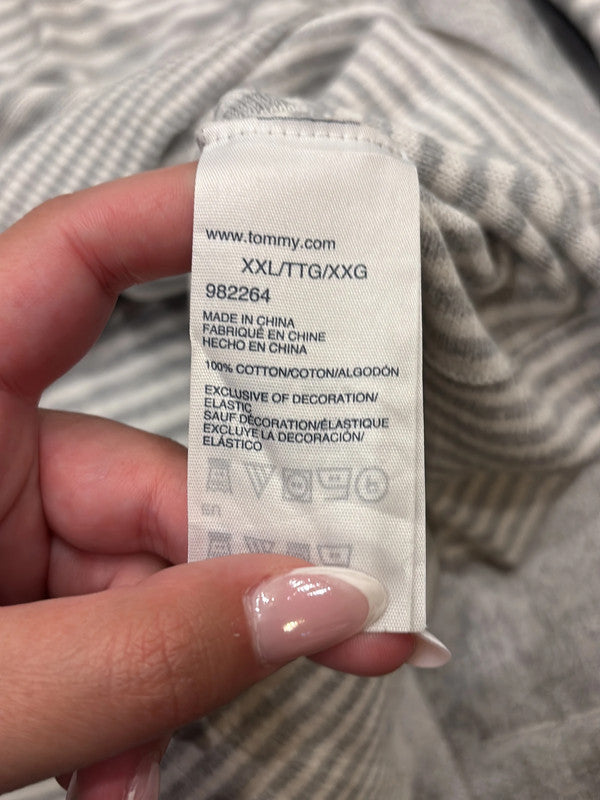 www.tommy.com
XXL/TTG/XXG
982264
MADE IN CHINA
FABRIQUÉ EN CHINE
HECHO EN CHINA
100% COTTON/COTON/ALGODÓN
EXCLUSIVE OF DECORATION/
ELASTIC
SAUF DÉCORATION/ÉLASTIQUE
EXCLUYE LA DECORACIÓN/
ELÁSTICO